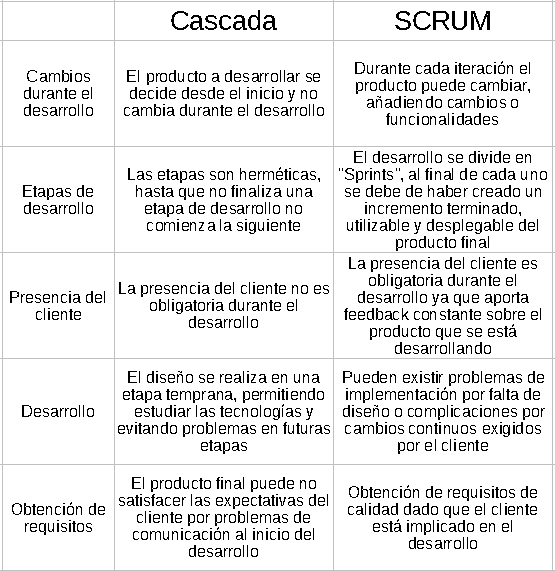 Cascada
SCRUM
Cambios
durante el
desarrollo
El producto a desarrollar se
decide desde el inicio y no
cambia durante el desarrollo
Durante cada iteración el
producto puede cambiar,
añadiendo cambios o
funcionalidades
Etapas de
desarrollo
Las etapas son herméticas,
hasta que no finaliza una
etapa de desarrollo no
comienza la siguiente
El desarrollo se divide en
"Sprints", al final de cada uno
se debe de haber creado un
incremento terminado,
utilizable y desplegable del
producto final
Presencia del
cliente
La presencia del cliente no es
obligatoria durante el
desarrollo
La presencia del cliente es
obligatoria durante el
desarrollo ya que aporta
feedback constante sobre el
producto que se está
desarrollando
Desarrollo
El diseño se realiza en una
etapa temprana, permitiendo
estudiar las tecnologías y
evitando problemas en futuras
etapas
Pueden existir problemas de
implementación por falta de
diseño o complicaciones por
cambios continuos exigidos
por el cliente
Obtención de
requisitos
El producto final puede no
satisfacer las expectativas del
cliente por problemas de
comunicación al inicio del
desarrollo
Obtención de requisitos de
calidad dado que el cliente
está implicado en el
desarrollo